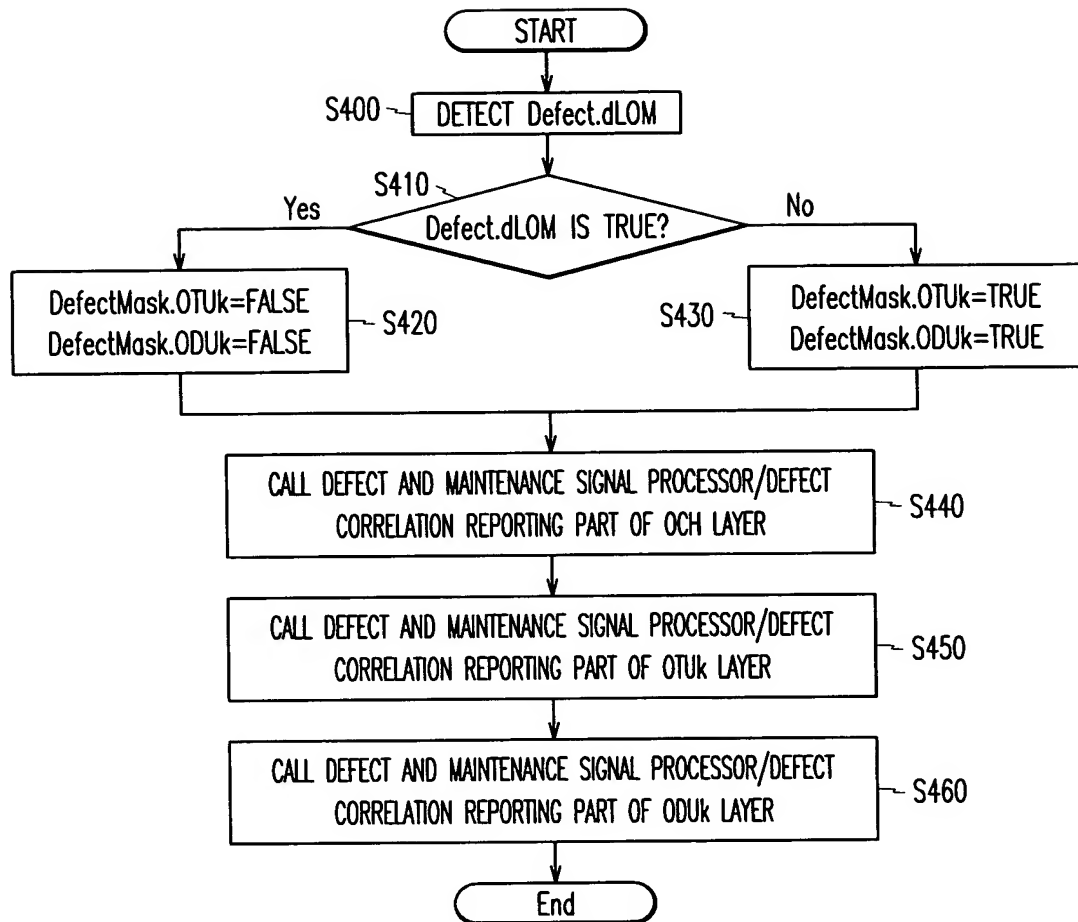 START
S400
DETECT Defect.dLOM
S410
Yes
Defect.dLOM IS TRUE?
No
DefectMask.OTUk=FALSE
DefectMask.ODUk=FALSE
S420
S430
DefectMask.OTUk=TRUE
DefectMask.ODUk=TRUE
CALL DEFECT AND MAINTENANCE SIGNAL PROCESSOR/DEFECT
CORRELATION REPORTING PART OF OCH LAYER
S440
CALL DEFECT AND MAINTENANCE SIGNAL PROCESSOR/DEFECT
CORRELATION REPORTING PART OF OTUk LAYER
S450
CALL DEFECT AND MAINTENANCE SIGNAL PROCESSOR/DEFECT
CORRELATION REPORTING PART OF ODUk LAYER
S460
End